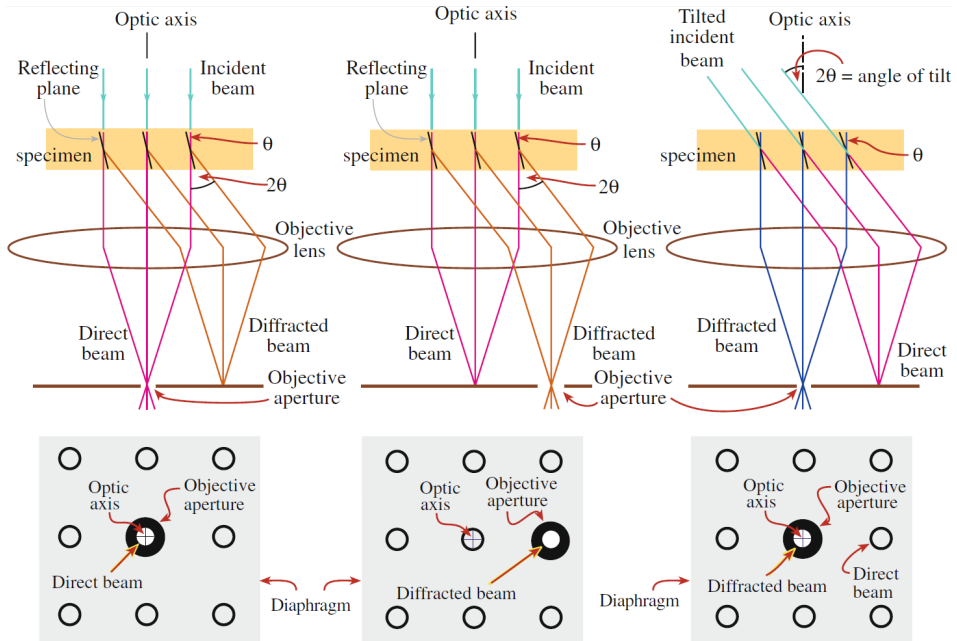 Optic axis
Reflecting
plane
Incident
beam
specimen
θ
2θ
Objective
lens
Direct
beam
Diffracted
beam
Objective
aperture
Optic axis
Reflecting
plane
Incident
beam
specimen
θ
2θ
Objective
lens
Direct
beam
Diffracted
beam
Objective
aperture
Tilted
incident
beam
Optic axis
2θ = angle of tilt
specimen
θ
Diffracted
beam
Direct
beam
Optic
axis
Objective
aperture
Direct beam
Diaphragm
Optic
axis
Objective
aperture
Diffracted beam
Diaphragm
Optic
axis
Objective
aperture
Diffracted beam
Direct
beam